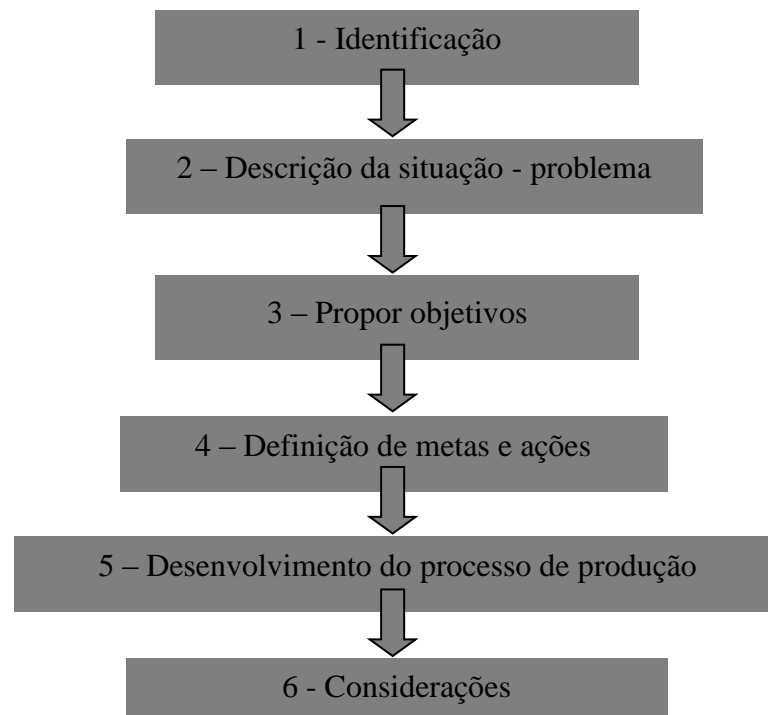 1 - Identificação
2 – Descrição da situação - problema
3 – Propor objetivos
4 – Definição de metas e ações
5 – Desenvolvimento do processo de produção
6 - Considerações